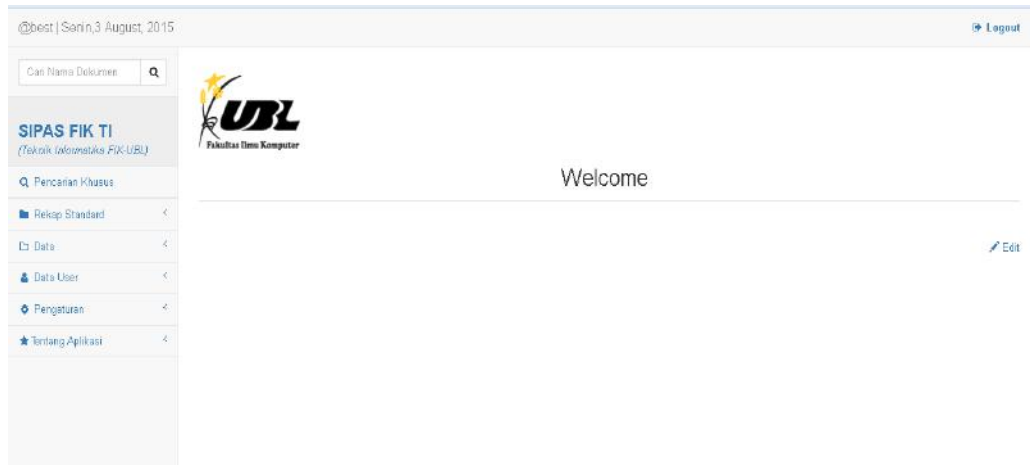 @best | Senin,3 August, 2015
Logout
Cari Nama Dokumen
SIPAS FIK TI
(Teknik Informatika FIK-UBL)
Pencarian Khusus
Rekap Standard
Data
Data User
Pengaturan
Tentang Aplikasi
UBL
Fakultas Ilmu Komputer
Welcome
Edit